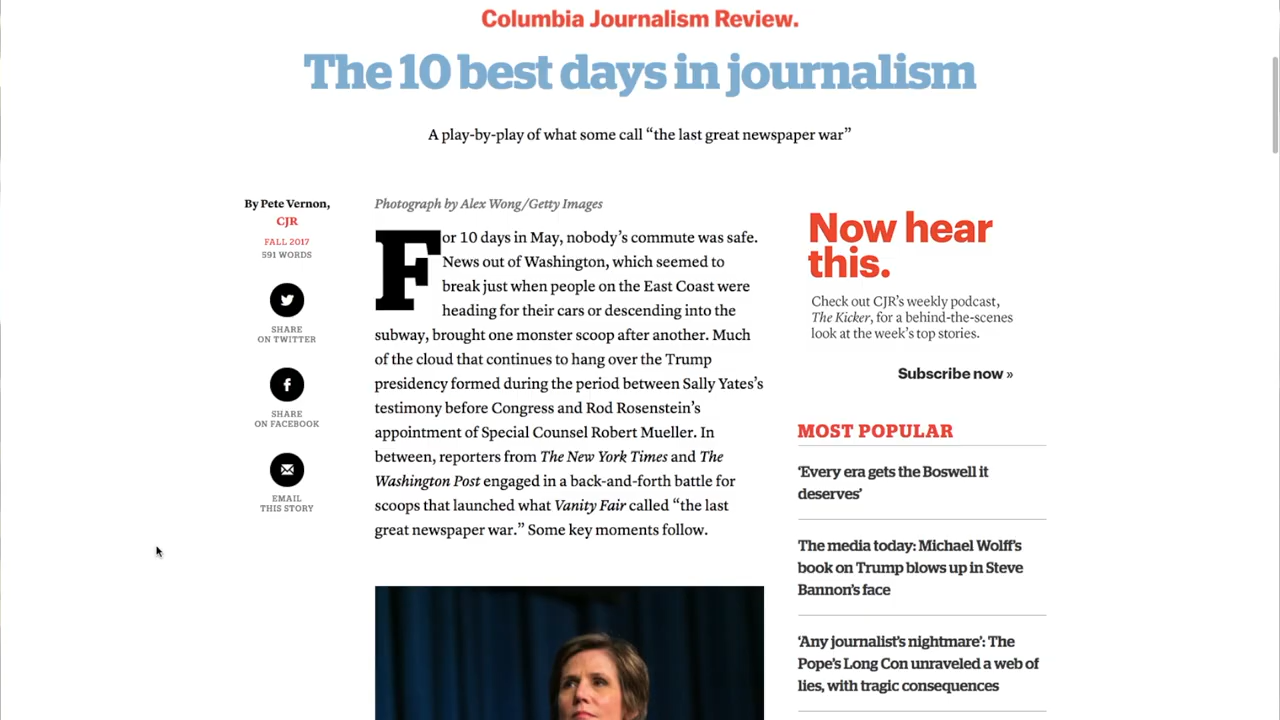 Columbia Journalism Review.
The 10 best days in journalism
A play-by-play of what some call “the last great newspaper war”
By Pete Vernon,
CJR
FALL 2017
591 WORDS
SHARE
ON TWITTER
SHARE
ON FACEBOOK
EMAIL
THIS STORY
Photograph by Alex Wong/Getty Images
For 10 days in May, nobody’s commute was safe.
News out of Washington, which seemed to
break just when people on the East Coast were
heading for their cars or descending into the
subway, brought one monster scoop after another. Much
of the cloud that continues to hang over the Trump
presidency formed during the period between Sally Yates’s
testimony before Congress and Rod Rosenstein’s
appointment of Special Counsel Robert Mueller. In
between, reporters from The New York Times and The
Washington Post engaged in a back-and-forth battle for
scoops that launched what Vanity Fair called “the last
great newspaper war.” Some key moments follow.
Now hear
this.
Check out CJR’s weekly podcast,
The Kicker, for a behind-the-scenes
look at the week’s top stories.
Subscribe now »
MOST POPULAR
‘Every era gets the Boswell it
deserves’
The media today: Michael Wolff’s
book on Trump blows up in Steve
Bannon’s face
‘Any journalist’s nightmare’: The
Pope’s Long Con unraveled a web of
lies, with tragic consequences